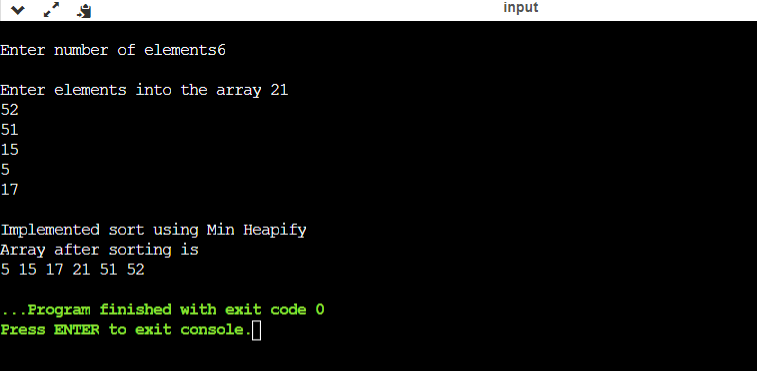 input
Enter number of elements6
Enter elements into the array 21
52
51
15
5
17
Implemented sort using Min Heapify
Array after sorting is
5 15 17 21 51 52
...Program finished with exit code 0
Press ENTER to exit console.